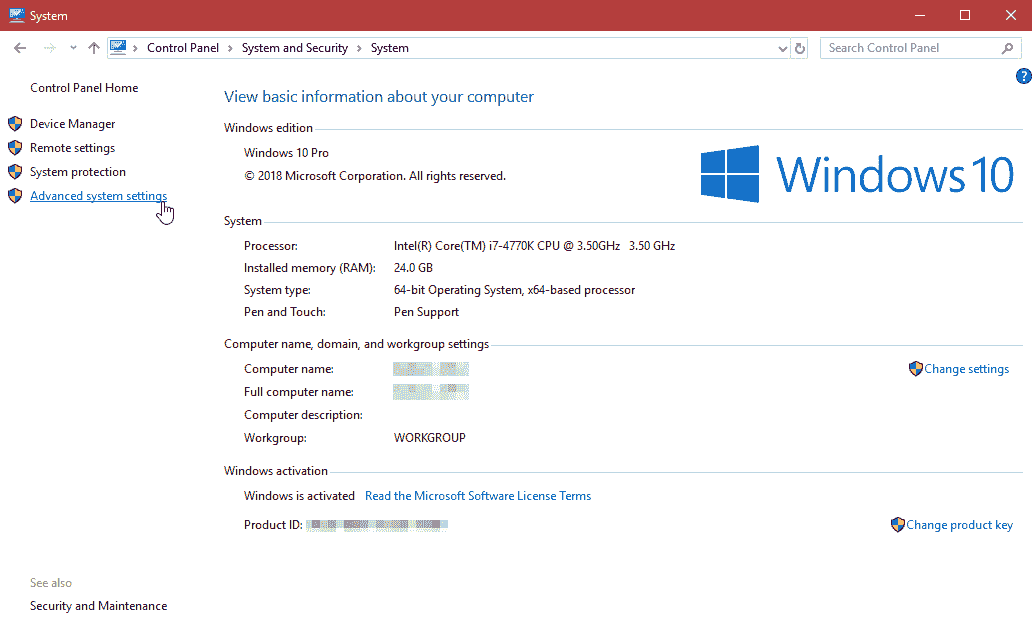 System
Control Panel › System and Security › System
Search Control Panel
?
Control Panel Home
Device Manager
Remote settings
System protection
Advanced system settings
View basic information about your computer
Windows edition
Windows 10 Pro
© 2018 Microsoft Corporation. All rights reserved.
Windows 10
System
Processor: Intel(R) Core(TM) i7-4770K CPU @ 3.50GHz 3.50 GHz
Installed memory (RAM): 24.0 GB
System type: 64-bit Operating System, x64-based processor
Pen and Touch: Pen Support
Computer name, domain, and workgroup settings
Computer name: Change settings
Full computer name:
Computer description:
Workgroup: WORKGROUP
Windows activation
Windows is activated Read the Microsoft Software License Terms
Product ID: Change product key
See also
Security and Maintenance